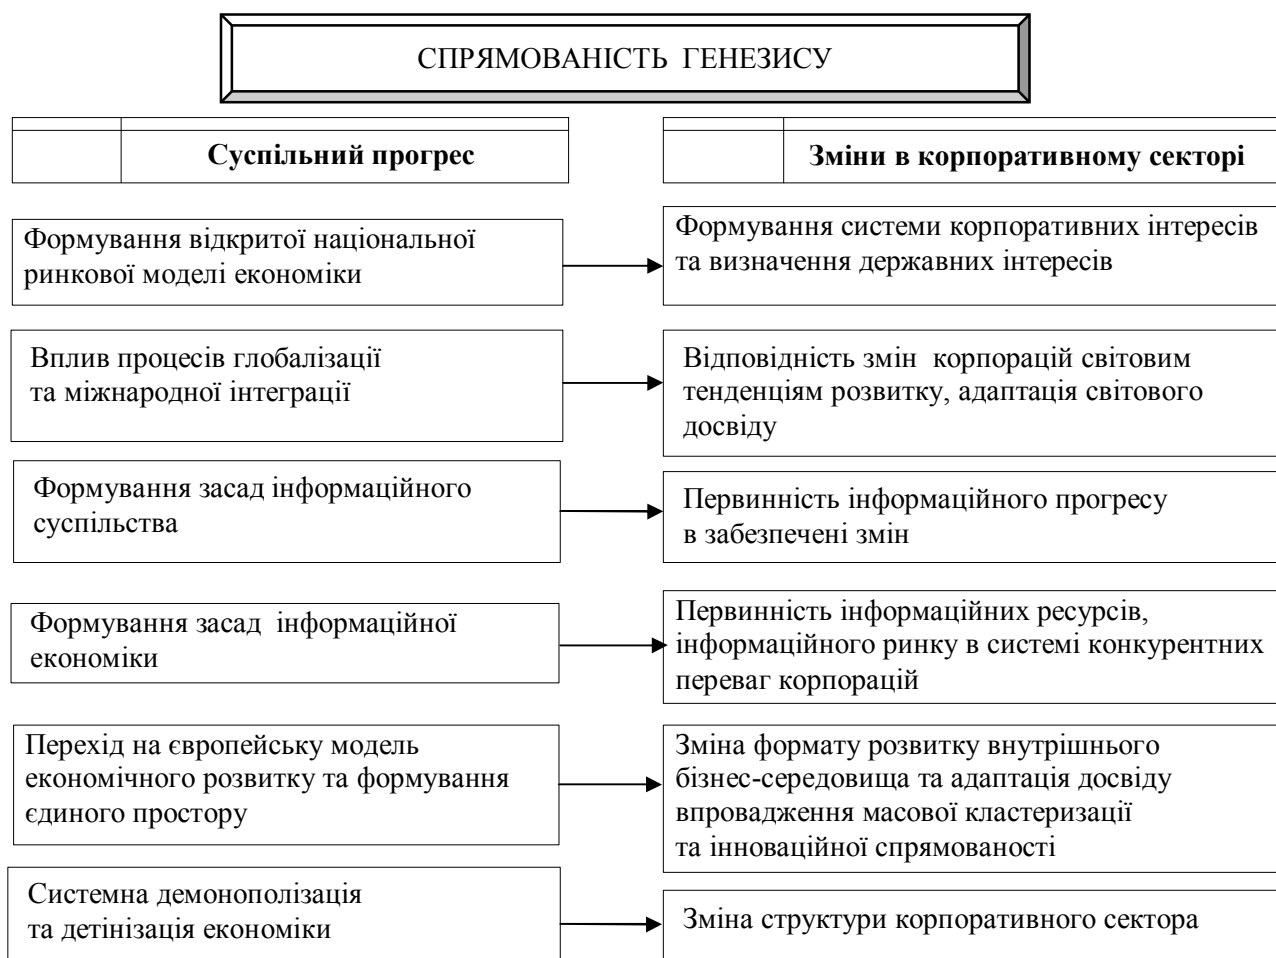 СПРЯМОВАНІСТЬ ГЕНЕЗИСУ
Суспільний прогрес
Зміни в корпоративному секторі
Формування відкритої національної
ринкової моделі економіки
Формування системи корпоративних інтересів
та визначення державних інтересів
Вплив процесів глобалізації
та міжнародної інтеграції
Відповідність змін корпорацій світовим
тенденціям розвитку, адаптація світового
досвіду
Формування засад інформаційного
суспільства
Первинність інформаційного прогресу
в забезпечені змін
Формування засад інформаційної
економіки
Первинність інформаційних ресурсів,
інформаційного ринку в системі конкурентних
переваг корпорацій
Перехід на європейську модель
економічного розвитку та формування
єдиного простору
Зміна формату розвитку внутрішнього
бізнес-середовища та адаптація досвіду
впровадження масової кластеризації
та інноваційної спрямованості
Системна демонополізація
та детінізація економіки
Зміна структури корпоративного сектора